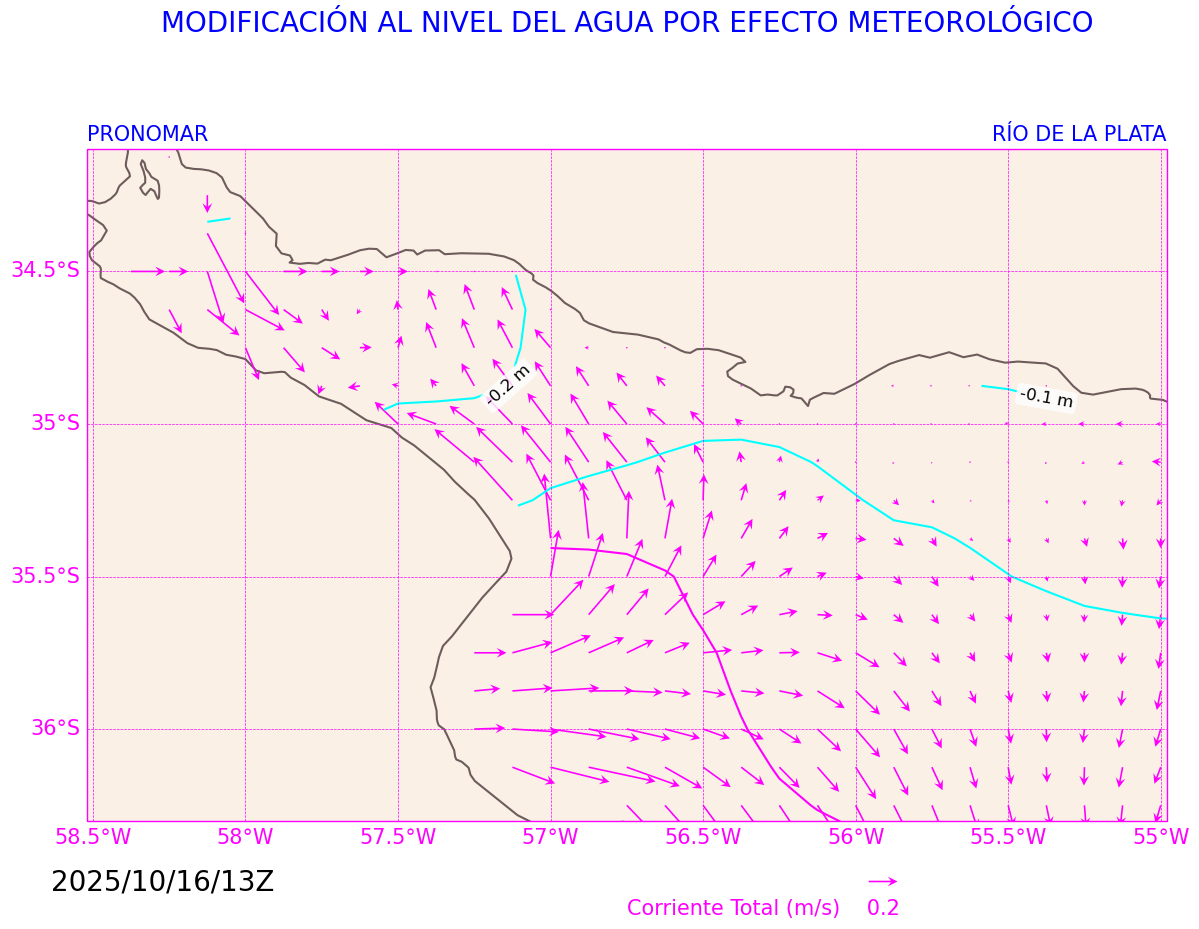 MODIFICACIÓN AL NIVEL DEL AGUA POR EFECTO METEOROLÓGICO
PRONOMAR
RÍO DE LA PLATA
34.5°S
35°S
35.5°S
36°S
-0.2 m
-0.1 m
58.5°W
58°W
57.5°W
57°W
56.5°W
56°W
55.5°W
55°W
2025/10/16/13Z
Corriente Total (m/s)
0.2